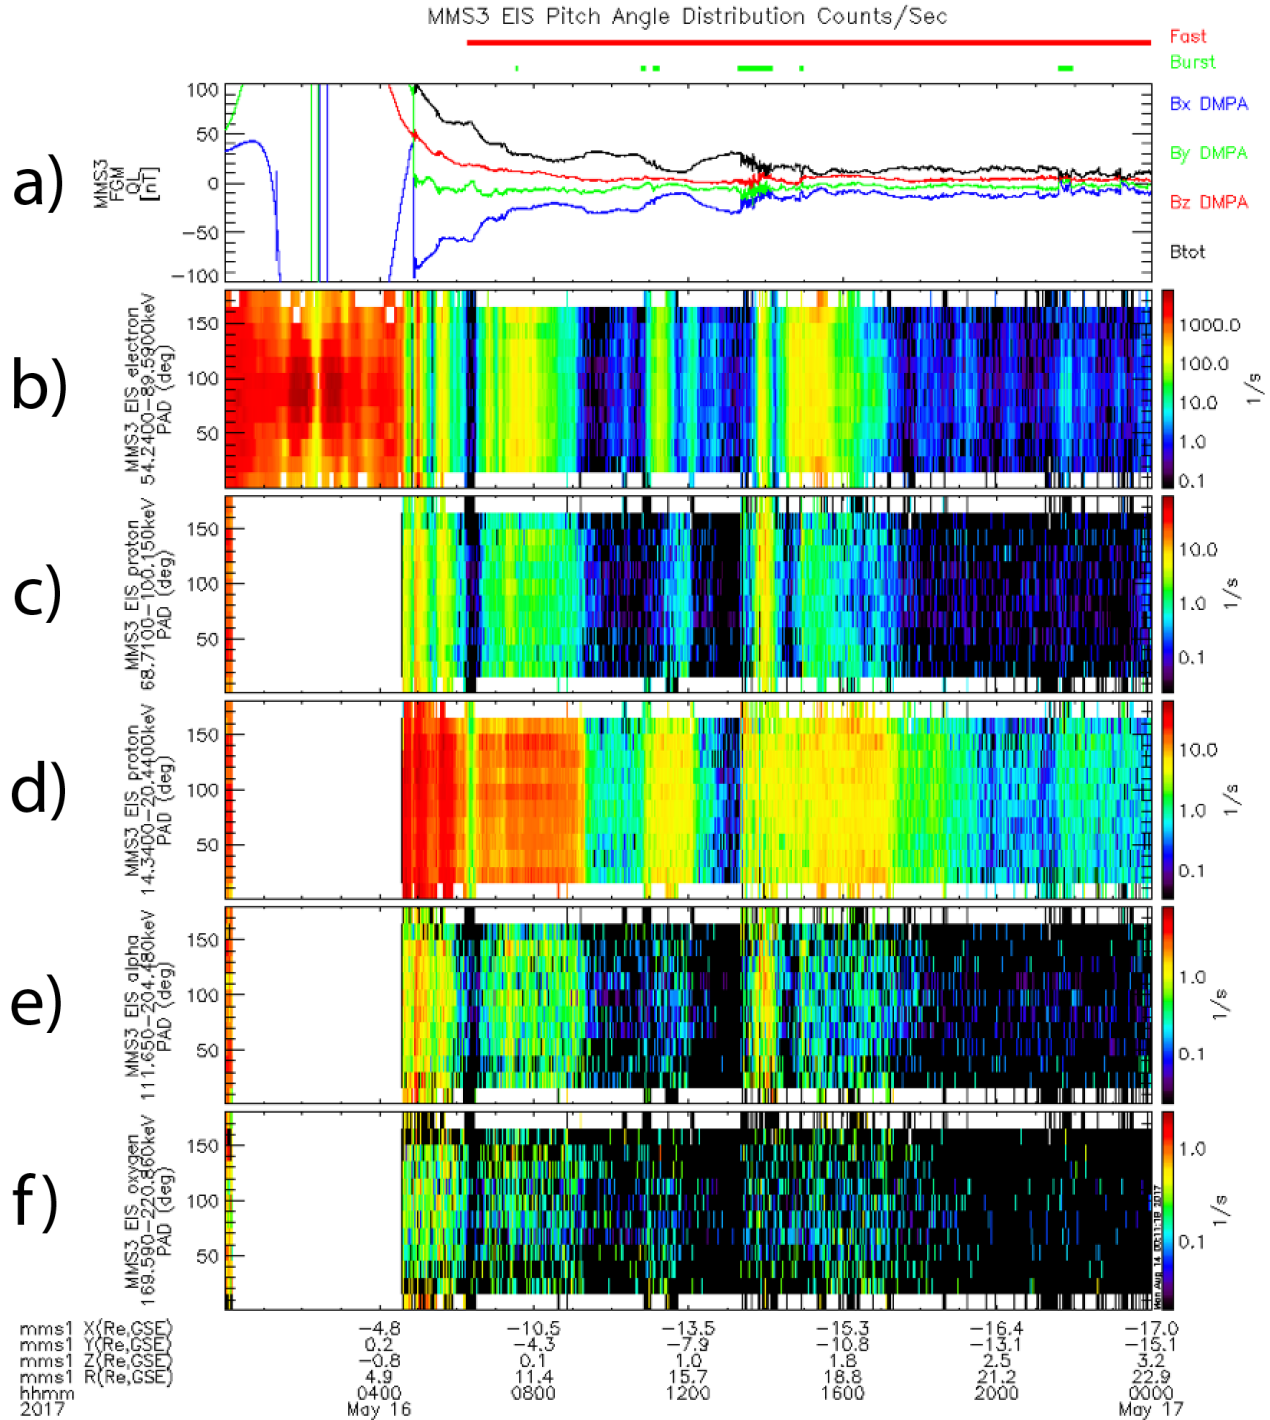 MMS3 EIS Pitch Angle Distribution Counts/Sec
Fast
Burst
a)
MMS3
FGM
QL
[nT]
100
50
0
−50
−100
Bx DMPA
By DMPA
Bz DMPA
Btot
b)
MMS3 EIS electron
54.2400−89.5900keV
PAD (deg)
150
100
50
1000.0
100.0
10.0
1.0
0.1
1/s
c)
MMS3 EIS proton
68.7100−100.150keV
PAD (deg)
150
100
50
10.0
1.0
0.1
1/s
d)
MMS3 EIS proton
14.3400−20.4400keV
PAD (deg)
150
100
50
10.0
1.0
0.1
1/s
e)
MMS3 EIS alpha
111.650−204.480keV
PAD (deg)
150
100
50
1.0
0.1
1/s
f)
MMS3 EIS oxygen
169.590−220.860keV
PAD (deg)
150
100
50
1.0
0.1
1/s
Mon Aug 14 00:11:19 2017
mms1 X(Re,GSE) −4.8 −10.5 −13.5 −15.3 −16.4 −17.0
mms1 Y(Re,GSE) 0.2 −4.3 −7.9 −10.8 −13.1 −15.1
mms1 Z(Re,GSE) −0.8 0.1 1.0 1.8 2.5 3.2
mms1 R(Re,GSE) 4.9 11.4 15.7 18.8 21.2 22.9
hhmm 0400 0800 1200 1600 2000 0000
2017 May 16 May 17